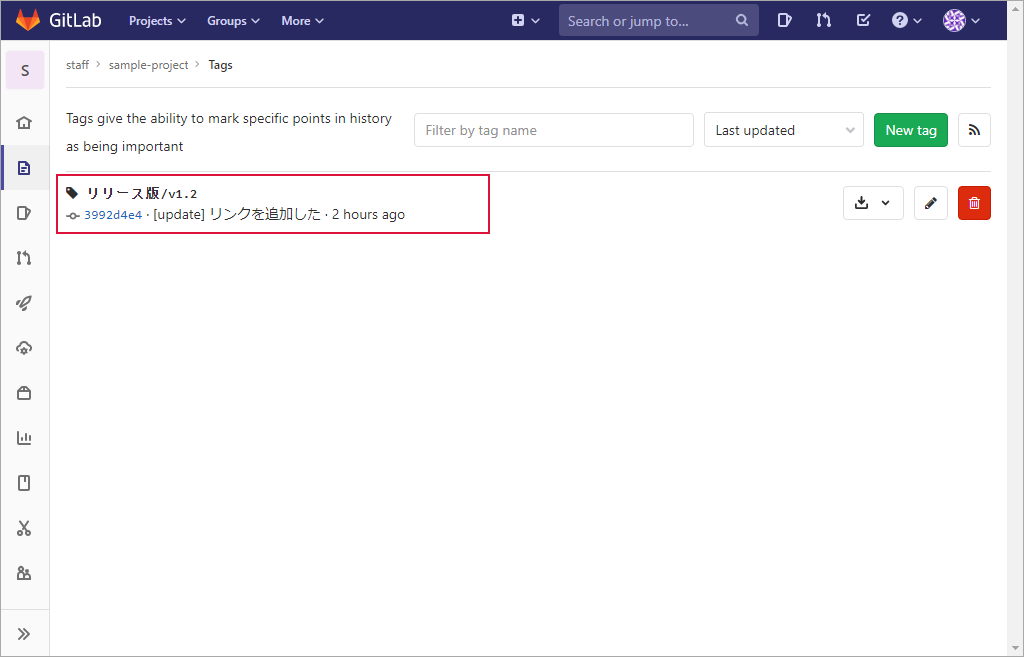 GitLab Projects Groups More Search or jump to...
S
staff › sample-project › Tags
Tags give the ability to mark specific points in history
as being important
Filter by tag name
Last updated
New tag
リリース版/v1.2
3992d4e4 · [update] リンクを追加した · 2 hours ago